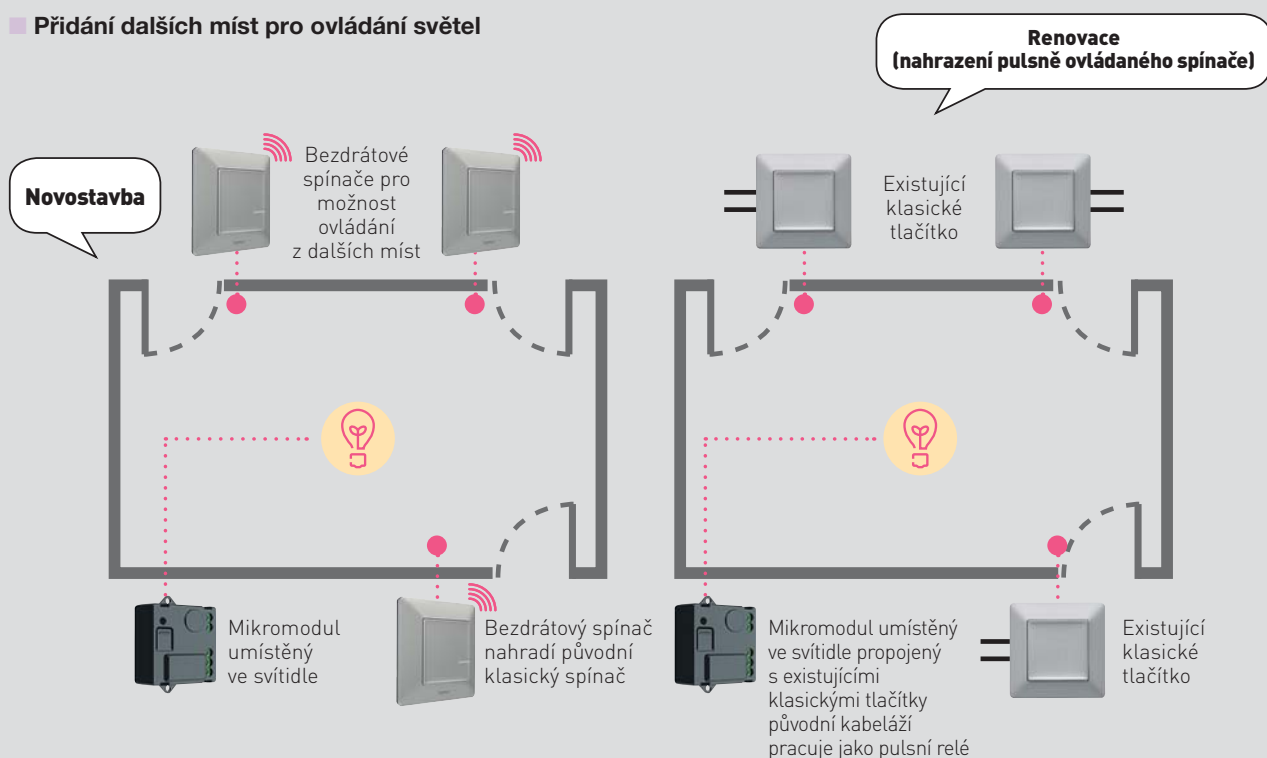 Přidání dalších míst pro ovládání světel
Renovace
(nahrazení pulsně ovládaného spínače)
Novostavba
Bezdrátové
spínače pro
možnost
ovládání
z dalších míst
Existující
klasické
tlačítko
Mikromodul
umístěný
ve svítidle
Bezdrátový spínač
nahradí původní
klasický spínač
Mikromodul umístěný
ve svítidle propojený
s existujícími
klasickými tlačítky
původní kabeláží
pracuje jako pulsní relé
Existující
klasické
tlačítko